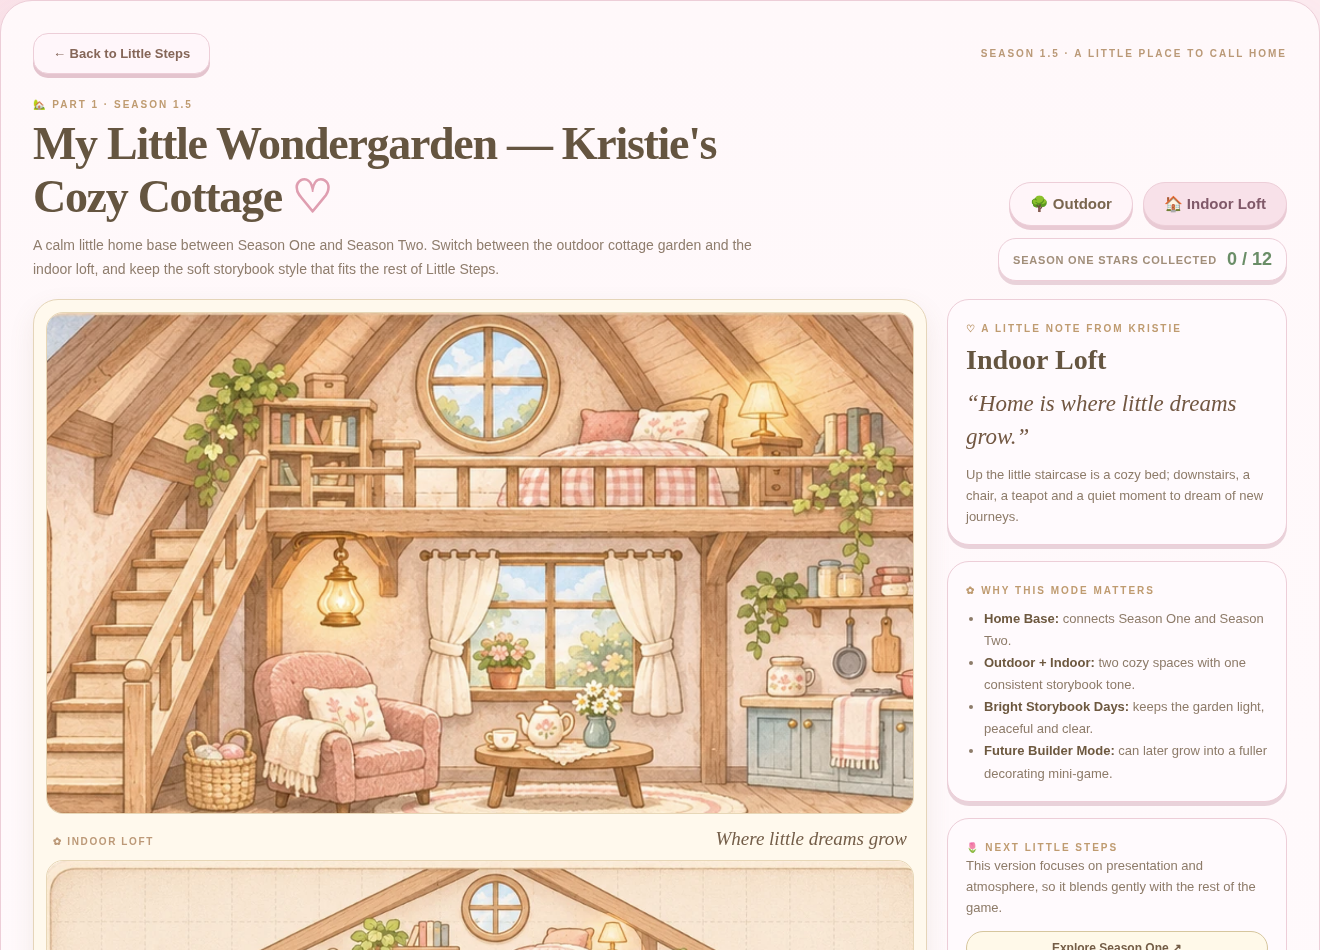 ← Back to Little Steps
SEASON 1.5 · A LITTLE PLACE TO CALL HOME
🏡 PART 1 · SEASON 1.5
My Little Wondergarden — Kristie's
Cozy Cottage ♡
A calm little home base between Season One and Season Two. Switch between the outdoor cottage garden and the
indoor loft, and keep the soft storybook style that fits the rest of Little Steps.
🌳 Outdoor
🏠 Indoor Loft
SEASON ONE STARS COLLECTED 0 / 12
✿ INDOOR LOFT
Where little dreams grow
♡ A LITTLE NOTE FROM KRISTIE
Indoor Loft
“Home is where little dreams
grow.”
Up the little staircase is a cozy bed; downstairs, a
chair, a teapot and a quiet moment to dream of new
journeys.
✿ WHY THIS MODE MATTERS
• Home Base: connects Season One and Season
Two.
• Outdoor + Indoor: two cozy spaces with one
consistent storybook tone.
• Bright Storybook Days: keeps the garden light,
peaceful and clear.
• Future Builder Mode: can later grow into a fuller
decorating mini-game.
🌷 NEXT LITTLE STEPS
This version focuses on presentation and
atmosphere, so it blends gently with the rest of the
game.
Explore Season One ↗